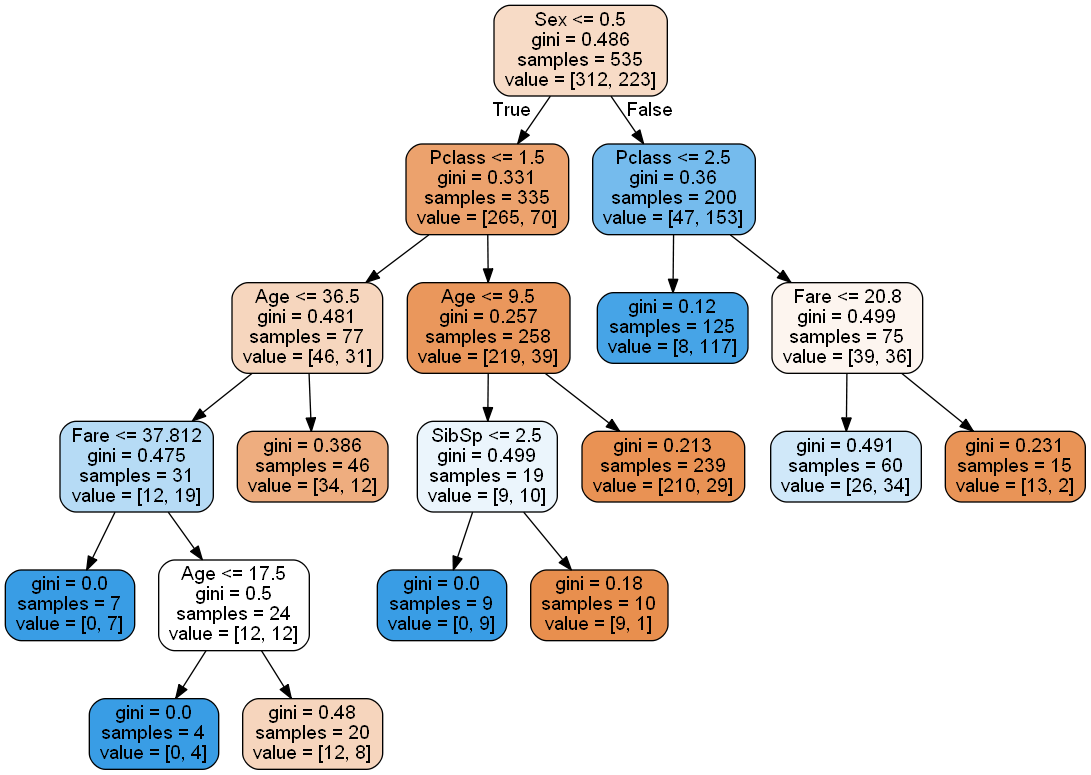 Sex <= 0.5
gini = 0.486
samples = 535
value = [312, 223]
True
False
Pclass <= 1.5
gini = 0.331
samples = 335
value = [265, 70]
Pclass <= 2.5
gini = 0.36
samples = 200
value = [47, 153]
Age <= 36.5
gini = 0.481
samples = 77
value = [46, 31]
Age <= 9.5
gini = 0.257
samples = 258
value = [219, 39]
gini = 0.12
samples = 125
value = [8, 117]
Fare <= 20.8
gini = 0.499
samples = 75
value = [39, 36]
Fare <= 37.812
gini = 0.475
samples = 31
value = [12, 19]
gini = 0.386
samples = 46
value = [34, 12]
SibSp <= 2.5
gini = 0.499
samples = 19
value = [9, 10]
gini = 0.213
samples = 239
value = [210, 29]
gini = 0.491
samples = 60
value = [26, 34]
gini = 0.231
samples = 15
value = [13, 2]
gini = 0.0
samples = 7
value = [0, 7]
Age <= 17.5
gini = 0.5
samples = 24
value = [12, 12]
gini = 0.0
samples = 9
value = [0, 9]
gini = 0.18
samples = 10
value = [9, 1]
gini = 0.0
samples = 4
value = [0, 4]
gini = 0.48
samples = 20
value = [12, 8]